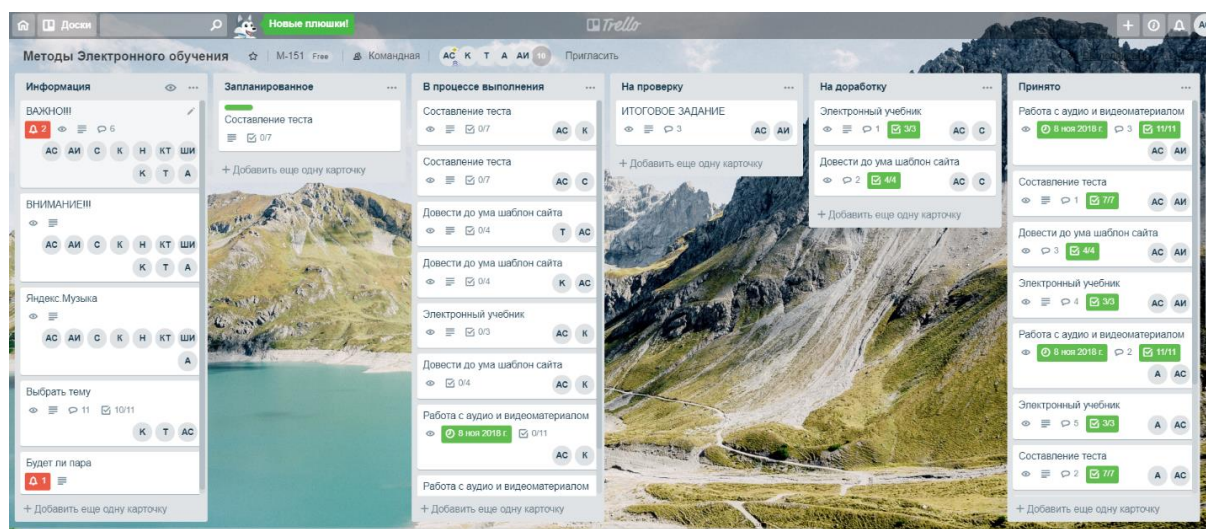 Доски
Новые плюшки!
Trello
Методы Электронного обучения
М-151 Free
Командная
АС К Т А АИ 10
Пригласить
Информация
ВАЖНО!!!
2 6
АС АИ С К Н КТ ШИ
К Т А
ВНИМАНИЕ!!!
АС АИ С К Н КТ ШИ
К Т А
Яндекс.Музыка
АС АИ С К Н КТ ШИ
А
Выбрать тему
11 10/11
К Т АС
Будет ли пара
1
+ Добавить еще одну карточку
Запланированное
Составление теста
0/7
+ Добавить еще одну карточку
В процессе выполнения
Составление теста
0/7 АС К
Составление теста
0/7 АС С
Довести до ума шаблон сайта
0/4 Т АС
Довести до ума шаблон сайта
0/4 К АС
Электронный учебник
0/3 АС К
Довести до ума шаблон сайта
0/4 АС К
Работа с аудио и видеоматериалом
8 ноя 2018 г. 0/11
АС К
Работа с аудио и видеоматериалом
+ Добавить еще одну карточку
На проверку
ИТОГОВОЕ ЗАДАНИЕ
3 АС АИ
+ Добавить еще одну карточку
На доработку
Электронный учебник
1 3/3 АС С
Довести до ума шаблон сайта
2 4/4 АС С
+ Добавить еще одну карточку
Принято
Работа с аудио и видеоматериалом
8 ноя 2018 г. 3 11/11
АС АИ
Составление теста
1 7/7 АС АИ
Довести до ума шаблон сайта
3 4/4 АС АИ
Электронный учебник
4 3/3 АС АИ
Работа с аудио и видеоматериалом
8 ноя 2018 г. 2 11/11
А АС
Электронный учебник
5 3/3 А АС
Составление теста
2 7/7 А АС
+ Добавить еще одну карточку